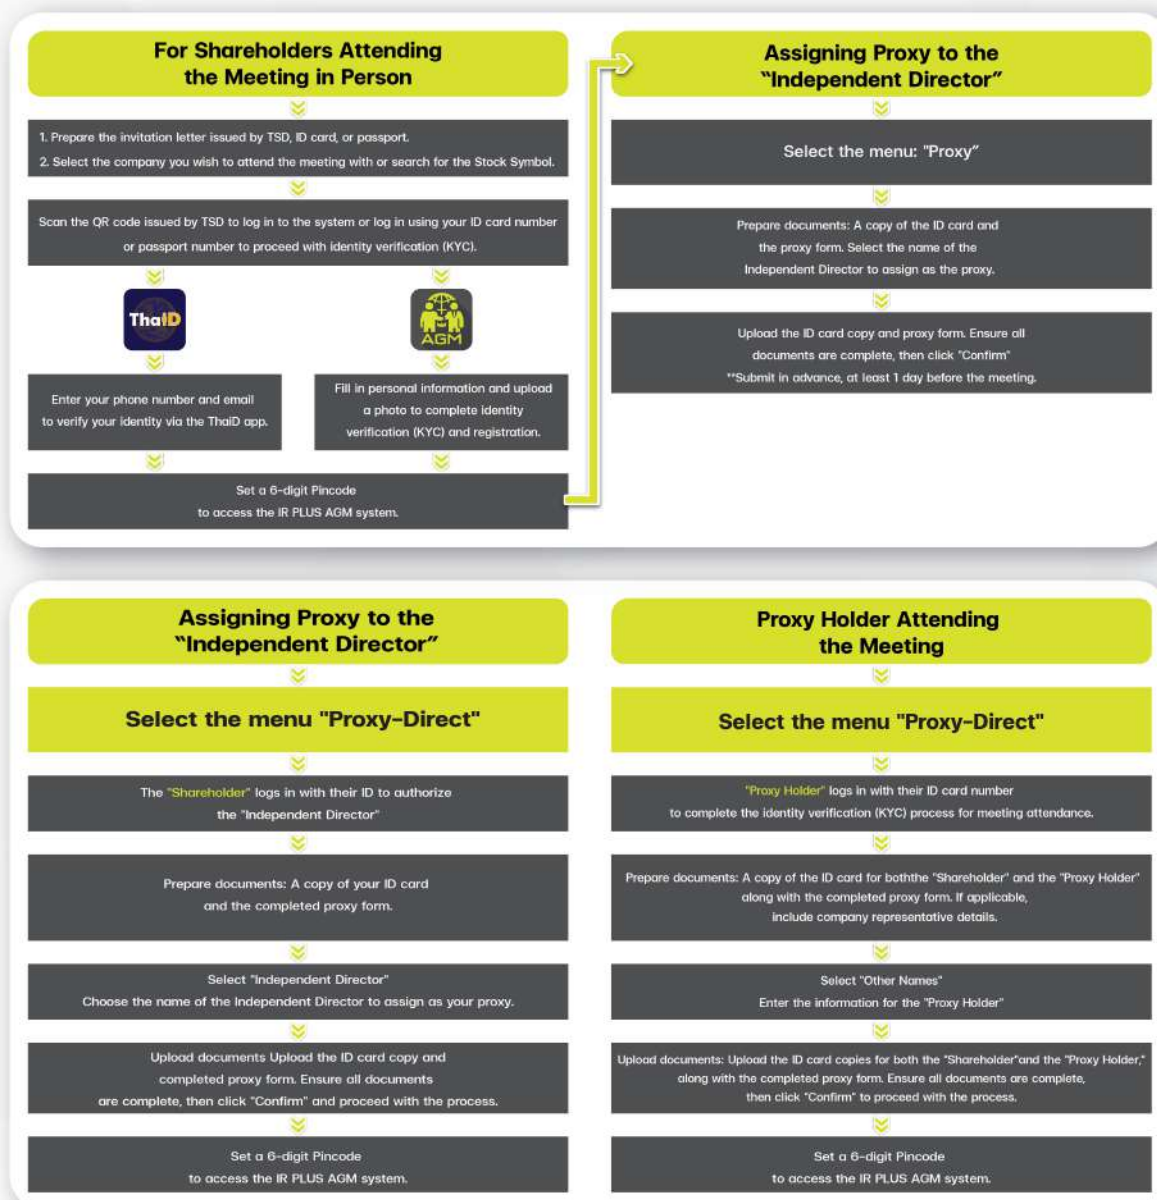 For Shareholders Attending
the Meeting in Person
1. Prepare the invitation letter issued by TSD, ID card, or passport.
2. Select the company you wish to attend the meeting with or search for the Stock Symbol.
Scan the QR code issued by TSD to log in to the system or log in using your ID card number
or passport number to proceed with identity verification (KYC).
ThaID
AGM
Enter your phone number and email
to verify your identity via the ThaiD app.
Fill in personal information and upload
a photo to complete identity
verification (KYC) and registration.
Set a 6-digit Pincode
to access the IR PLUS AGM system.
Assigning Proxy to the
"Independent Director"
Select the menu: "Proxy"
Prepare documents: A copy of the ID card and
the proxy form. Select the name of the
Independent Director to assign as the proxy.
Upload the ID card copy and proxy form. Ensure all
documents are complete, then click "Confirm"
**Submit in advance, at least 1 day before the meeting.
Assigning Proxy to the
"Independent Director"
Select the menu "Proxy-Direct"
The "Shareholder" logs in with their ID to authorize
the "Independent Director"
Prepare documents: A copy of your ID card
and the completed proxy form.
Select "Independent Director"
Choose the name of the Independent Director to assign as your proxy.
Upload documents Upload the ID card copy and
completed proxy form. Ensure all documents
are complete, then click "Confirm" and proceed with the process.
Set a 6-digit Pincode
to access the IR PLUS AGM system.
Proxy Holder Attending
the Meeting
Select the menu "Proxy-Direct"
"Proxy Holder" logs in with their ID card number
to complete the identity verification (KYC) process for meeting attendance.
Prepare documents: A copy of the ID card for boththe "Shareholder" and the "Proxy Holder"
along with the completed proxy form. If applicable,
include company representative details.
Select "Other Names"
Enter the information for the "Proxy Holder"
Upload documents: Upload the ID card copies for both the "Shareholder"and the "Proxy Holder,"
along with the completed proxy form. Ensure all documents are complete,
then click "Confirm" to proceed with the process.
Set a 6-digit Pincode
to access the IR PLUS AGM system.